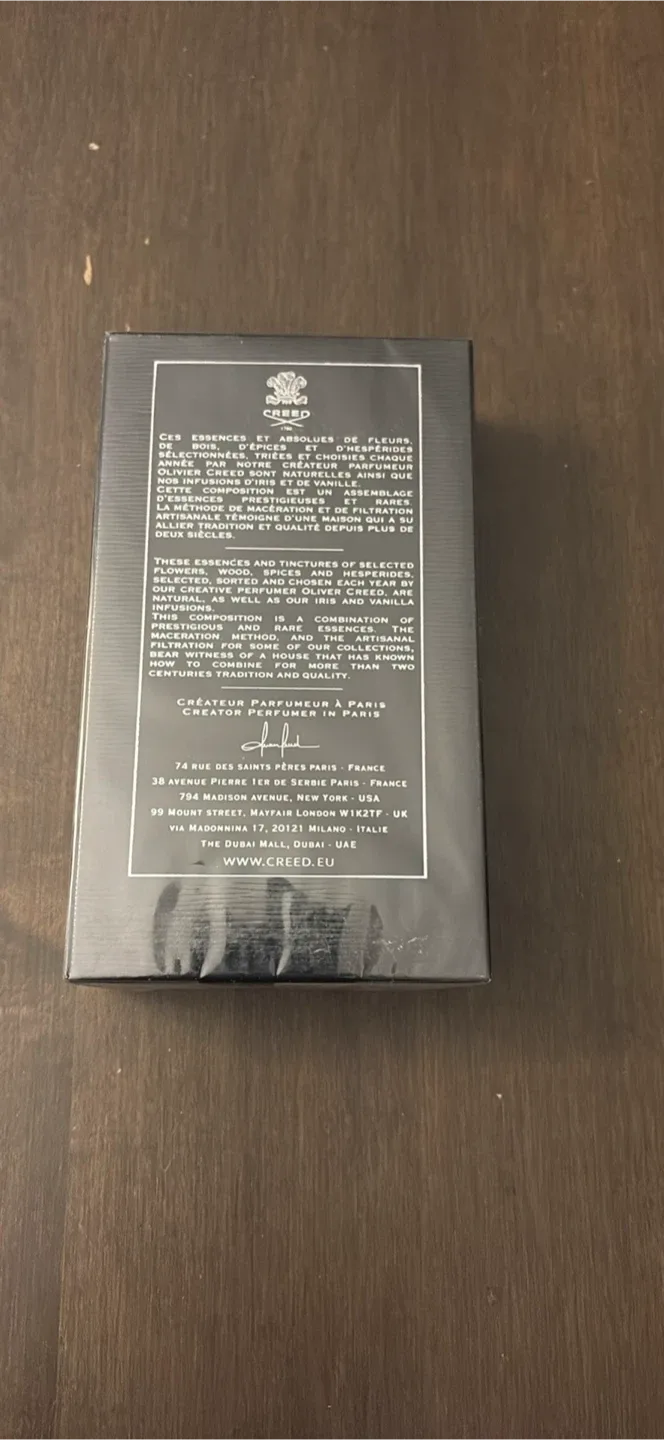 CREED
1760
CES ESSENCES ET ABSOLUES DE FLEURS,
DE BOIS, D'ÉPICES ET D'HESPÉRIDES
SÉLECTIONNÉES, TRIÉES ET CHOISIES CHAQUE
ANNÉE PAR NOTRE CRÉATEUR PARFUMEUR
OLIVIER CREED SONT NATURELLES AINSI QUE
NOS INFUSIONS D'IRIS ET DE VANILLE.
CETTE COMPOSITION EST UN ASSEMBLAGE
D'ESSENCES PRESTIGIEUSES ET RARES.
LA MÉTHODE DE MACÉRATION ET DE FILTRATION
ARTISANALE TÉMOIGNE D'UNE MAISON QUI A SU
ALLIER TRADITION ET QUALITÉ DEPUIS PLUS DE
DEUX SIÈCLES.
THESE ESSENCES AND TINCTURES OF SELECTED
FLOWERS, WOOD, SPICES AND HESPERIDES,
SELECTED, SORTED AND CHOSEN EACH YEAR BY
OUR CREATIVE PERFUMER OLIVER CREED, ARE
NATURAL, AS WELL AS OUR IRIS AND VANILLA
INFUSIONS.
THIS COMPOSITION IS A COMBINATION OF
PRESTIGIOUS AND RARE ESSENCES. THE
MACERATION METHOD, AND THE ARTISANAL
FILTRATION FOR SOME OF OUR COLLECTIONS,
BEAR WITNESS OF A HOUSE THAT HAS KNOWN
HOW TO COMBINE FOR MORE THAN TWO
CENTURIES TRADITION AND QUALITY.
CRÉATEUR PARFUMEUR À PARIS
CREATOR PERFUMER IN PARIS
74 RUE DES SAINTS PÈRES PARIS - FRANCE
38 AVENUE PIERRE 1ER DE SERBIE PARIS - FRANCE
794 MADISON AVENUE, NEW YORK - USA
99 MOUNT STREET, MAYFAIR LONDON W1K2TF - UK
VIA MADONNINA 17, 20121 MILANO - ITALIE
THE DUBAI MALL, DUBAI - UAE
WWW.CREED.EU